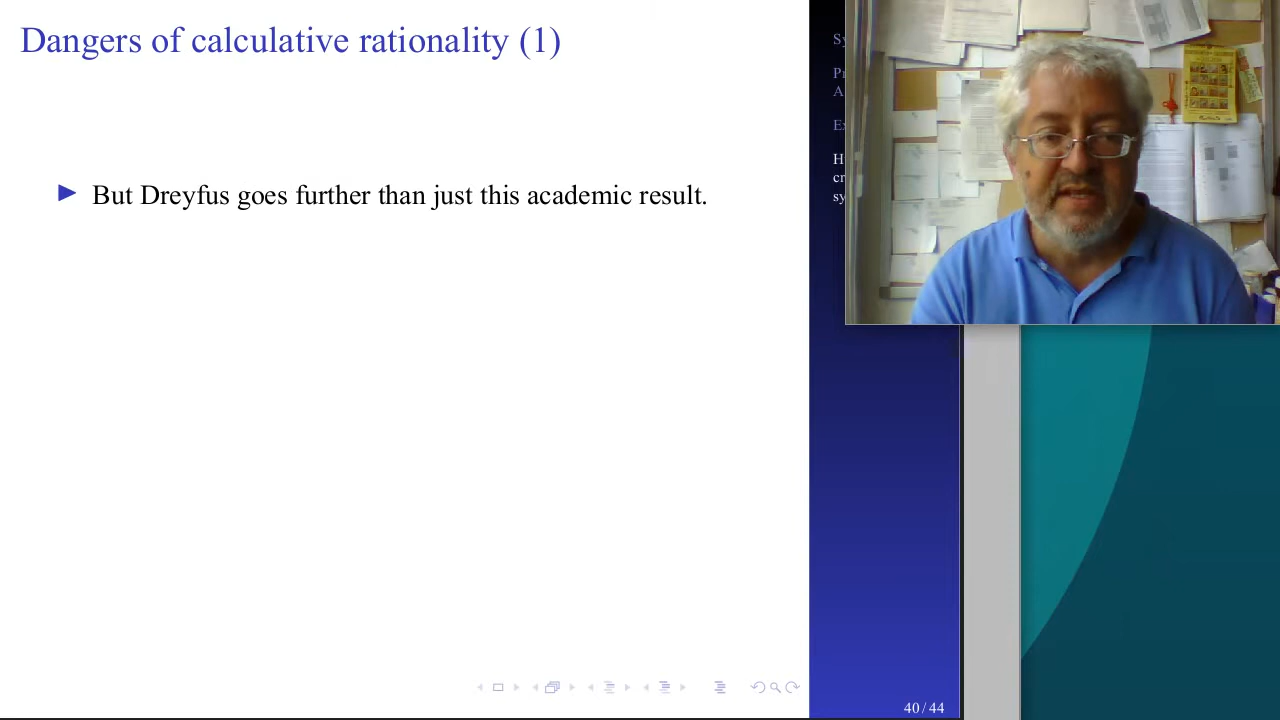 Dangers of calculative rationality (1)
But Dreyfus goes further than just this academic result.
40 / 44